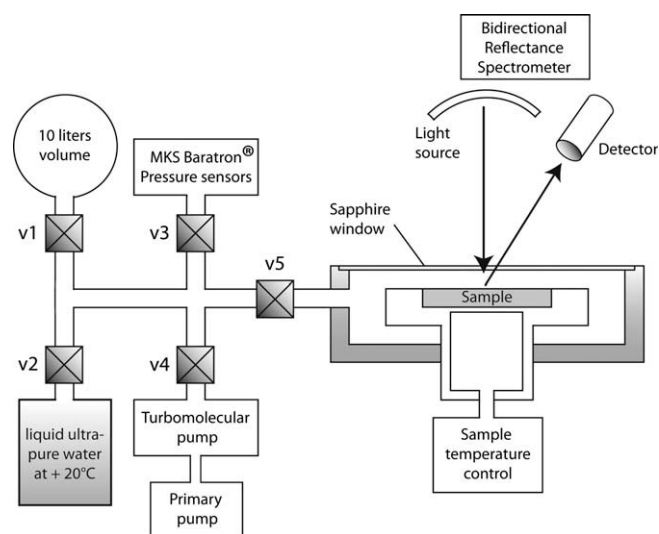 Bidirectional
Reflectance
Spectrometer
10 liters
volume
MKS Baratron®
Pressure sensors
Light
source
Detector
v1
v3
Sapphire
window
v5
Sample
v2
v4
liquid ultra-
pure water
at + 20°C
Turbomolecular
pump
Sample
temperature
control
Primary
pump